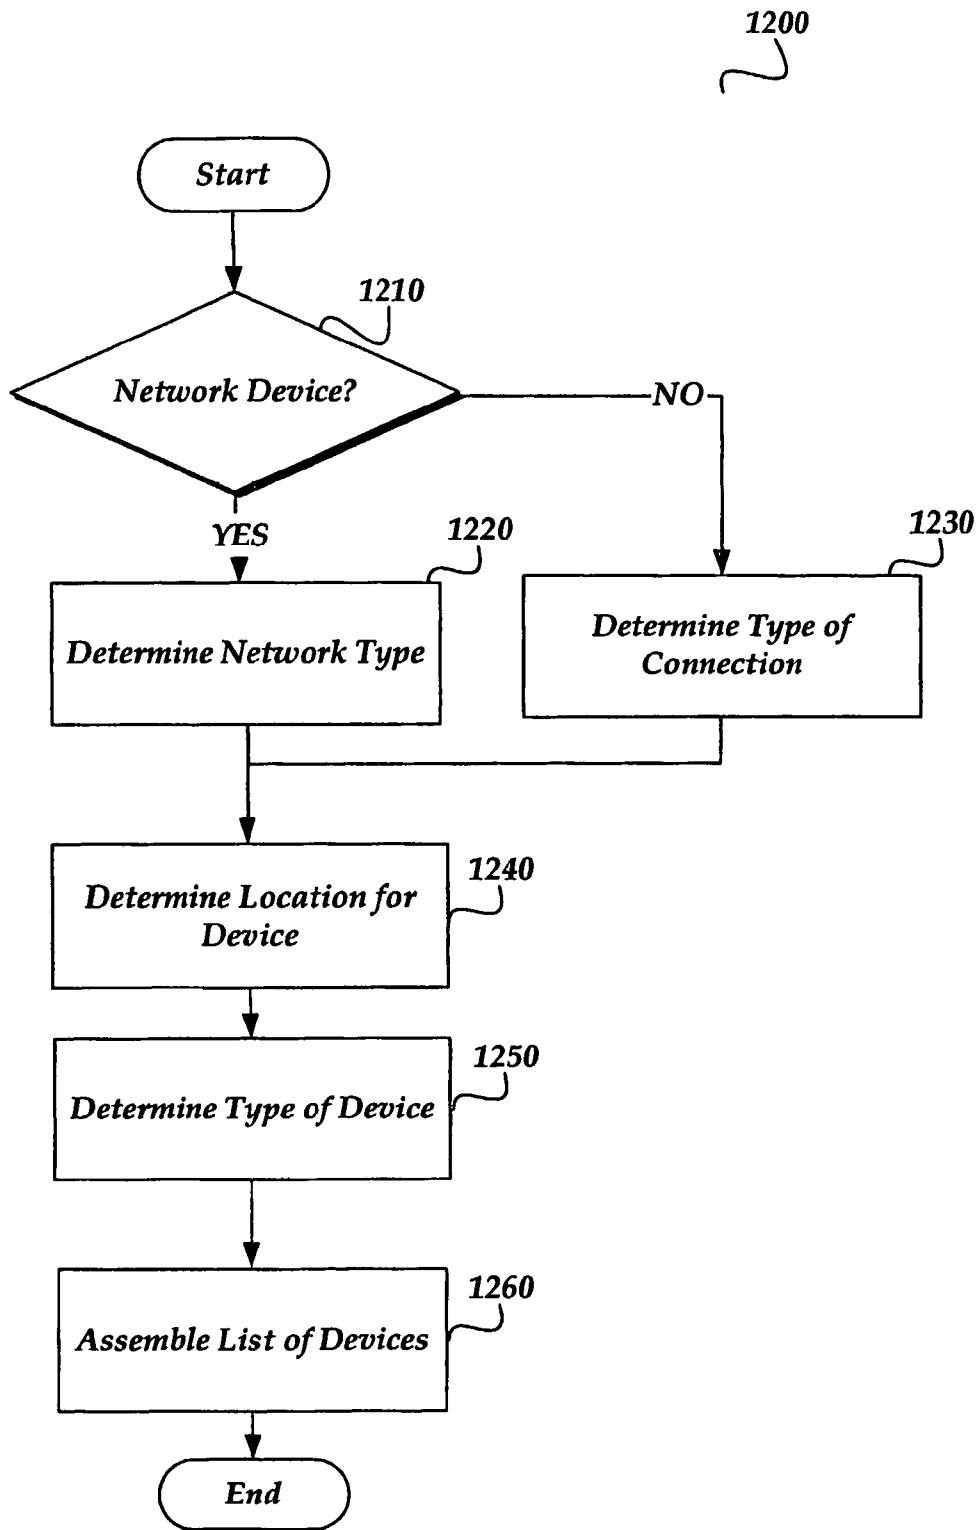 1200
Start
1210
Network Device?
NO
YES
1220
1230
Determine Network Type
Determine Type of
Connection
1240
Determine Location for
Device
1250
Determine Type of Device
1260
Assemble List of Devices
End